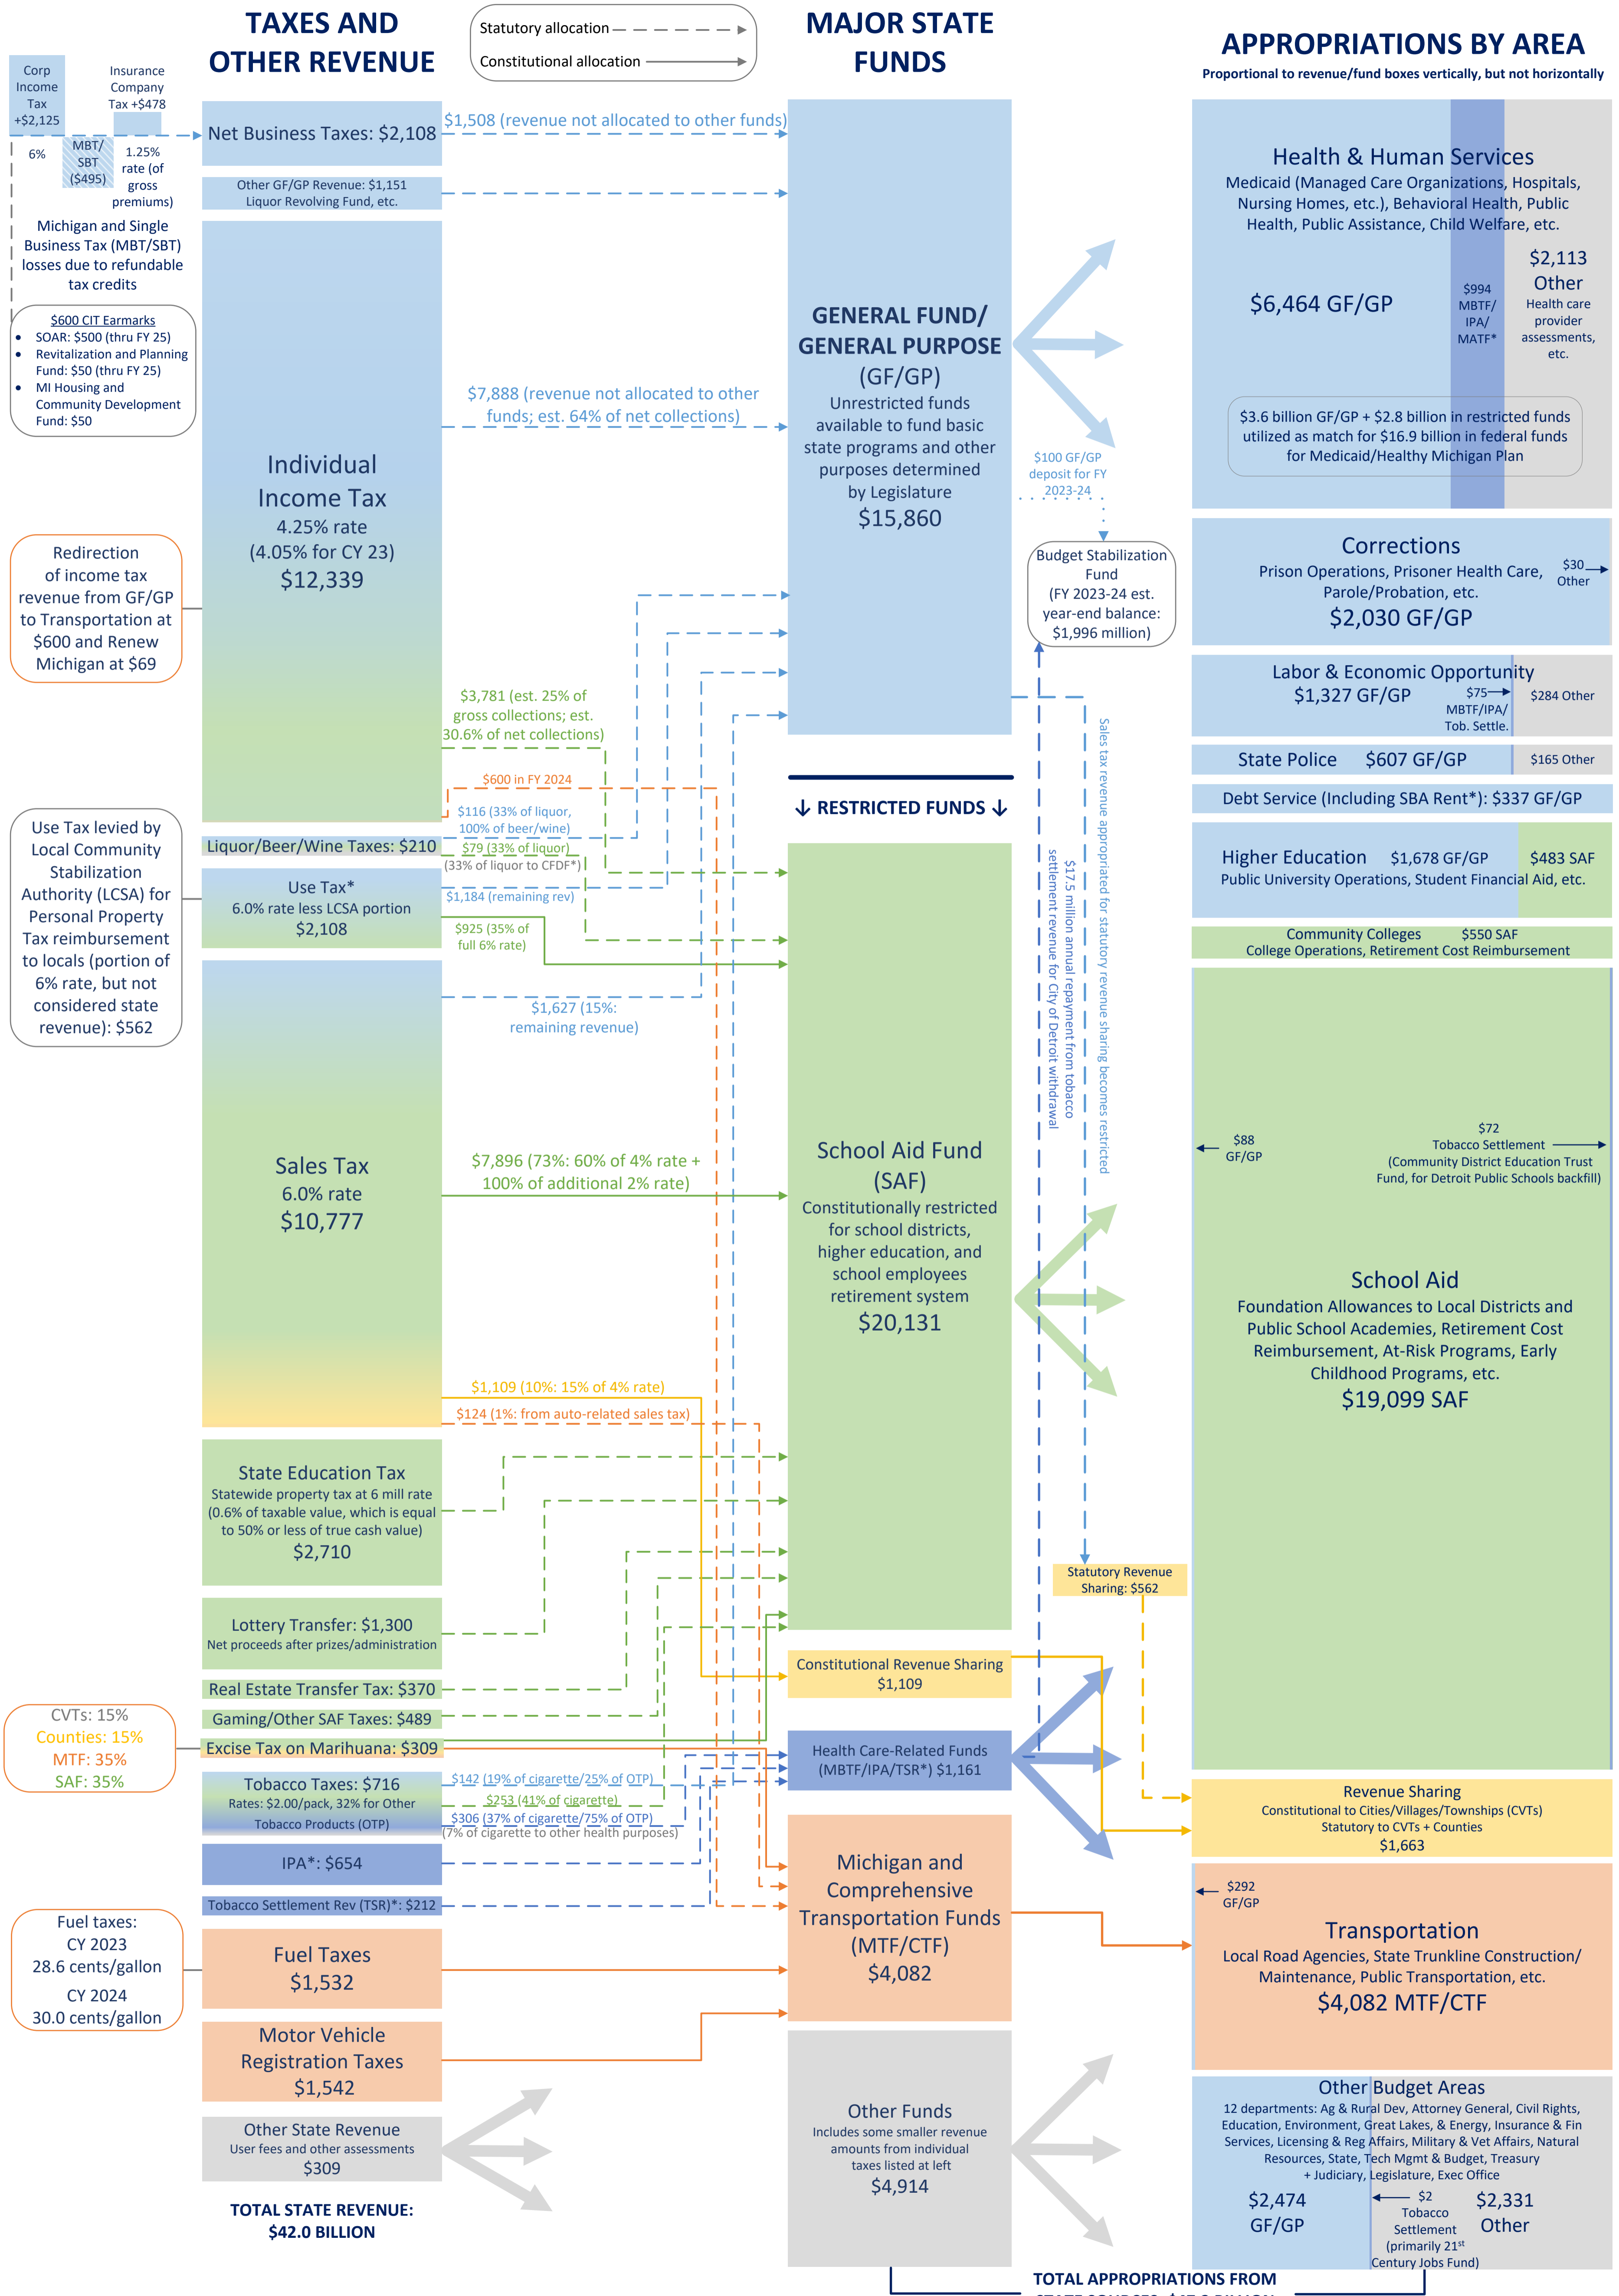 TAXES AND
OTHER REVENUE
Statutory allocation
Constitutional allocation
MAJOR STATE
FUNDS
APPROPRIATIONS BY AREA
Proportional to revenue/fund boxes vertically, but not horizontally
Corp
Income
Tax
+$2,125
Insurance
Company
Tax +$478
6%
MBT/
SBT
($495)
1.25%
rate (of
gross
premiums)
Michigan and Single
Business Tax (MBT/SBT)
losses due to refundable
tax credits
$600 CIT Earmarks
• SOAR: $500 (thru FY 25)
• Revitalization and Planning
Fund: $50 (thru FY 25)
• MI Housing and
Community Development
Fund: $50
Redirection
of income tax
revenue from GF/GP
to Transportation at
$600 and Renew
Michigan at $69
Use Tax levied by
Local Community
Stabilization
Authority (LCSA) for
Personal Property
Tax reimbursement
to locals (portion of
6% rate, but not
considered state
revenue): $562
CVTs: 15%
Counties: 15%
MTF: 35%
SAF: 35%
Fuel taxes:
CY 2023
28.6 cents/gallon
CY 2024
30.0 cents/gallon
Net Business Taxes: $2,108
Other GF/GP Revenue: $1,151
Liquor Revolving Fund, etc.
Individual
Income Tax
4.25% rate
(4.05% for CY 23)
$12,339
Liquor/Beer/Wine Taxes: $210
Use Tax*
6.0% rate less LCSA portion
$2,108
Sales Tax
6.0% rate
$10,777
State Education Tax
Statewide property tax at 6 mill rate
(0.6% of taxable value, which is equal
to 50% or less of true cash value)
$2,710
Lottery Transfer: $1,300
Net proceeds after prizes/administration
Real Estate Transfer Tax: $370
Gaming/Other SAF Taxes: $489
Excise Tax on Marihuana: $309
Tobacco Taxes: $716
Rates: $2.00/pack, 32% for Other
Tobacco Products (OTP)
IPA*: $654
Tobacco Settlement Rev (TSR)*: $212
Fuel Taxes
$1,532
Motor Vehicle
Registration Taxes
$1,542
Other State Revenue
User fees and other assessments
$309
TOTAL STATE REVENUE:
$42.0 BILLION
$1,508 (revenue not allocated to other funds)
$7,888 (revenue not allocated to other
funds; est. 64% of net collections)
$3,781 (est. 25% of
gross collections; est.
30.6% of net collections)
$600 in FY 2024
$116 (33% of liquor,
100% of beer/wine)
$79 (33% of liquor)
(33% of liquor to CFDF*)
$1,184 (remaining rev)
$925 (35% of
full 6% rate)
$1,627 (15%:
remaining revenue)
$7,896 (73%: 60% of 4% rate +
100% of additional 2% rate)
$1,109 (10%: 15% of 4% rate)
$124 (1%: from auto-related sales tax)
$142 (19% of cigarette/25% of OTP)
$253 (41% of cigarette)
$306 (37% of cigarette/75% of OTP)
(7% of cigarette to other health purposes)
GENERAL FUND/
GENERAL PURPOSE
(GF/GP)
Unrestricted funds
available to fund basic
state programs and other
purposes determined
by Legislature
$15,860
↓ RESTRICTED FUNDS ↓
School Aid Fund
(SAF)
Constitutionally restricted
for school districts,
higher education, and
school employees
retirement system
$20,131
Constitutional Revenue Sharing
$1,109
Health Care-Related Funds
(MBTF/IPA/TSR*) $1,161
Michigan and
Comprehensive
Transportation Funds
(MTF/CTF)
$4,082
Other Funds
Includes some smaller revenue
amounts from individual
taxes listed at left
$4,914
$100 GF/GP
deposit for FY
2023-24
Budget Stabilization
Fund
(FY 2023-24 est.
year-end balance:
$1,996 million)
Sales tax revenue appropriated for statutory revenue sharing becomes restricted
$17.5 million annual repayment from tobacco
settlement revenue for City of Detroit withdrawal
Statutory Revenue
Sharing: $562
Health & Human Services
Medicaid (Managed Care Organizations, Hospitals,
Nursing Homes, etc.), Behavioral Health, Public
Health, Public Assistance, Child Welfare, etc.
$6,464 GF/GP
$994
MBTF/
IPA/
MATF*
$2,113
Other
Health care
provider
assessments,
etc.
$3.6 billion GF/GP + $2.8 billion in restricted funds
utilized as match for $16.9 billion in federal funds
for Medicaid/Healthy Michigan Plan
Corrections
Prison Operations, Prisoner Health Care,
Parole/Probation, etc.
$2,030 GF/GP
$30
Other
Labor & Economic Opportunity
$1,327 GF/GP
$75
MBTF/IPA/
Tob. Settle.
$284 Other
State Police $607 GF/GP
$165 Other
Debt Service (Including SBA Rent*): $337 GF/GP
Higher Education $1,678 GF/GP $483 SAF
Public University Operations, Student Financial Aid, etc.
Community Colleges $550 SAF
College Operations, Retirement Cost Reimbursement
$88
GF/GP
$72
Tobacco Settlement
(Community District Education Trust
Fund, for Detroit Public Schools backfill)
School Aid
Foundation Allowances to Local Districts and
Public School Academies, Retirement Cost
Reimbursement, At-Risk Programs, Early
Childhood Programs, etc.
$19,099 SAF
Revenue Sharing
Constitutional to Cities/Villages/Townships (CVTs)
Statutory to CVTs + Counties
$1,663
$292
GF/GP
Transportation
Local Road Agencies, State Trunkline Construction/
Maintenance, Public Transportation, etc.
$4,082 MTF/CTF
Other Budget Areas
12 departments: Ag & Rural Dev, Attorney General, Civil Rights,
Education, Environment, Great Lakes, & Energy, Insurance & Fin
Services, Licensing & Reg Affairs, Military & Vet Affairs, Natural
Resources, State, Tech Mgmt & Budget, Treasury
+ Judiciary, Legislature, Exec Office
$2,474
GF/GP
$2
Tobacco
Settlement
(primarily 21st
Century Jobs Fund)
$2,331
Other
TOTAL APPROPRIATIONS FROM